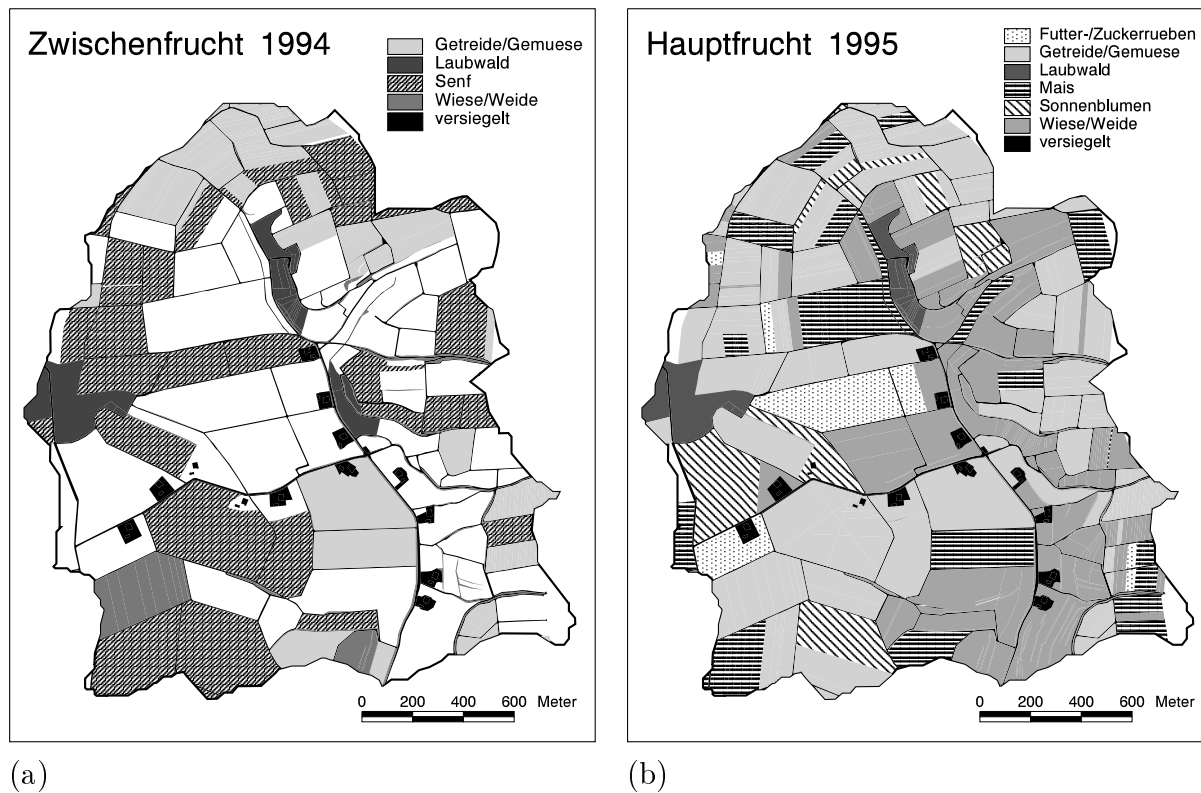 Zwischenfrucht 1994
Getreide/Gemuese
Laubwald
Senf
Wiese/Weide
versiegelt
0 200 400 600 Meter
(a)
Hauptfrucht 1995
Futter-/Zuckerrueben
Getreide/Gemuese
Laubwald
Mais
Sonnenblumen
Wiese/Weide
versiegelt
0 200 400 600 Meter
(b)